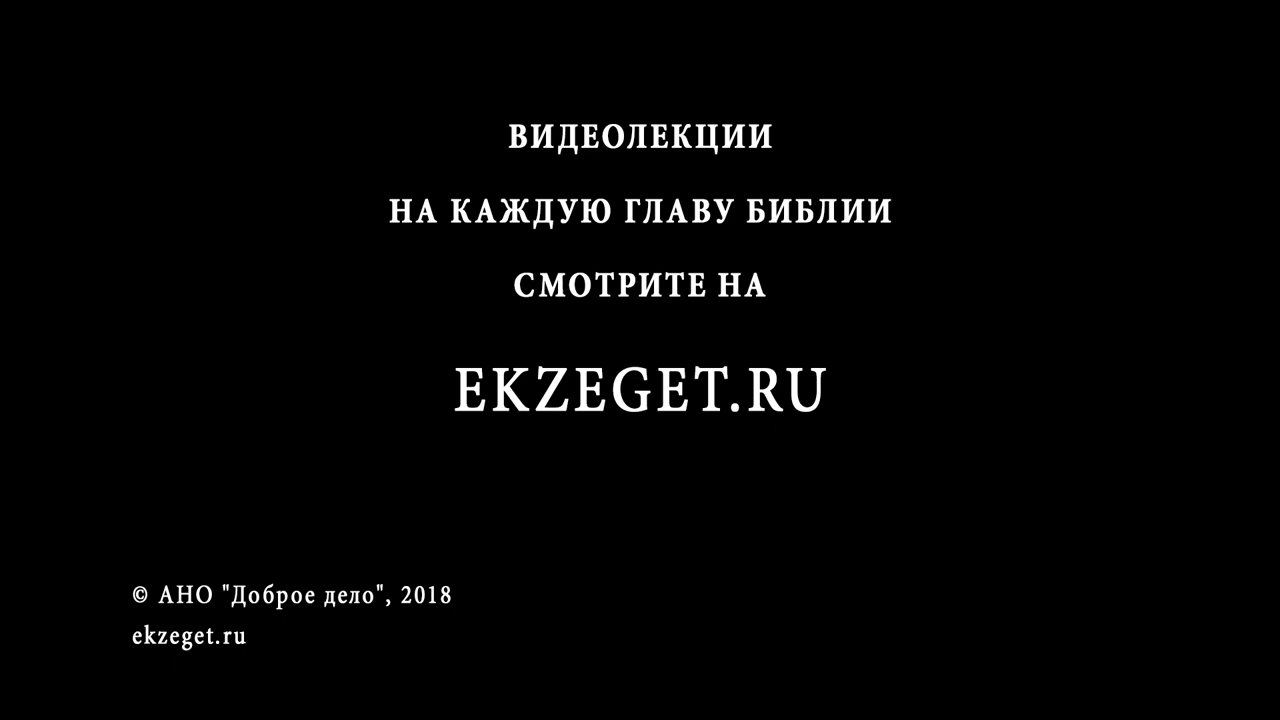 ВИДЕОЛЕКЦИИ
НА КАЖДУЮ ГЛАВУ БИБЛИИ
СМОТРИТЕ НА
EKZEGET.RU
© АНО "Доброе дело", 2018
ekzeget.ru